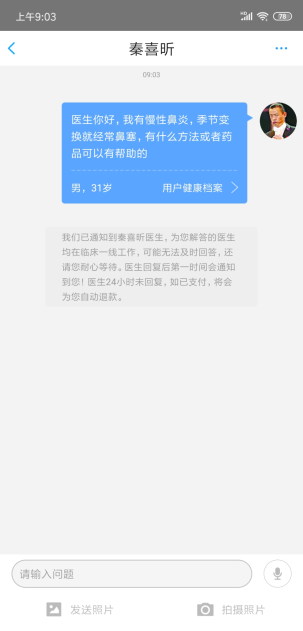 上午9:03
78
秦喜昕
09:03
医生你好，我有慢性鼻炎，季节变
换就经常鼻塞，有什么方法或者药
品可以有帮助的
男，31岁 用户健康档案
我们已通知到秦喜昕医生，为您解答的医生
均在临床一线工作，可能无法及时回答，还
请您耐心等待。医生回复后第一时间会通知
到您！医生24小时未回复，如已支付，将会
为您自动退款。
请输入问题
发送照片 拍摄照片